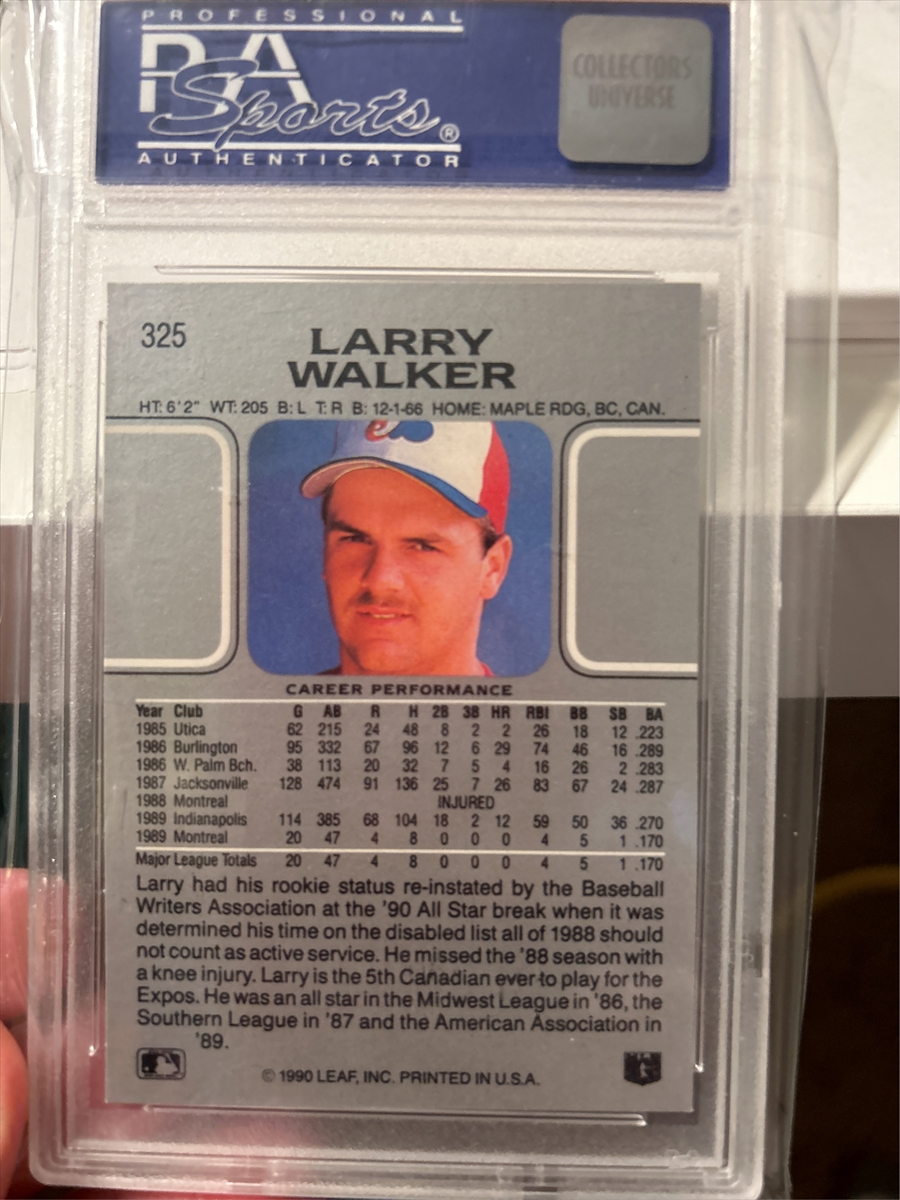 PROFESSIONAL
PSA
Sports®
AUTHENTICATOR
COLLECTORS
UNIVERSE
325
LARRY
WALKER
HT: 6'2" WT: 205 B: L T: R B: 12-1-66 HOME: MAPLE RDG, BC, CAN.
e
CAREER PERFORMANCE
Year Club G AB R H 2B 3B HR RBI BB SB BA
1985 Utica 62 215 24 48 8 2 2 26 18 12 .223
1986 Burlington 95 332 67 96 12 6 29 74 46 16 .289
1986 W. Palm Bch. 38 113 20 32 7 5 4 16 26 2 .283
1987 Jacksonville 128 474 91 136 25 7 26 83 67 24 .287
1988 Montreal INJURED
1989 Indianapolis 114 385 68 104 18 2 12 59 50 36 .270
1989 Montreal 20 47 4 8 0 0 0 4 5 1 .170
Major League Totals 20 47 4 8 0 0 0 4 5 1 .170
Larry had his rookie status re-instated by the Baseball
Writers Association at the '90 All Star break when it was
determined his time on the disabled list all of 1988 should
not count as active service. He missed the '88 season with
a knee injury. Larry is the 5th Canadian ever to play for the
Expos. He was an all star in the Midwest League in '86, the
Southern League in '87 and the American Association in
'89.
© 1990 LEAF, INC. PRINTED IN U.S.A.